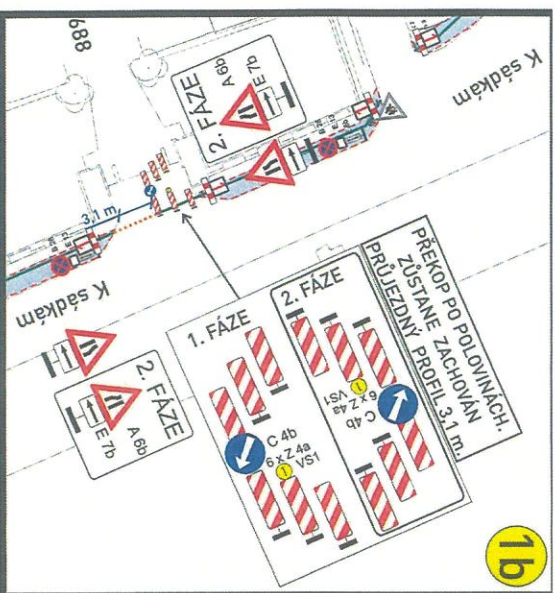 1b
PŘEKOP PO POLOVINÁCH.
ZŮSTANE ZACHOVÁN
PRŮJEZDNÝ PROFIL 3,1 m.
2. FÁZE
C 4b
6 x Z 4a
VS1
1. FÁZE
C 4b
6 x Z 4a
VS1
2. FÁZE
A 6b
E 7b
2. FÁZE
A 6b
E 7b
K sádkám
K sádkám
3,1 m
688